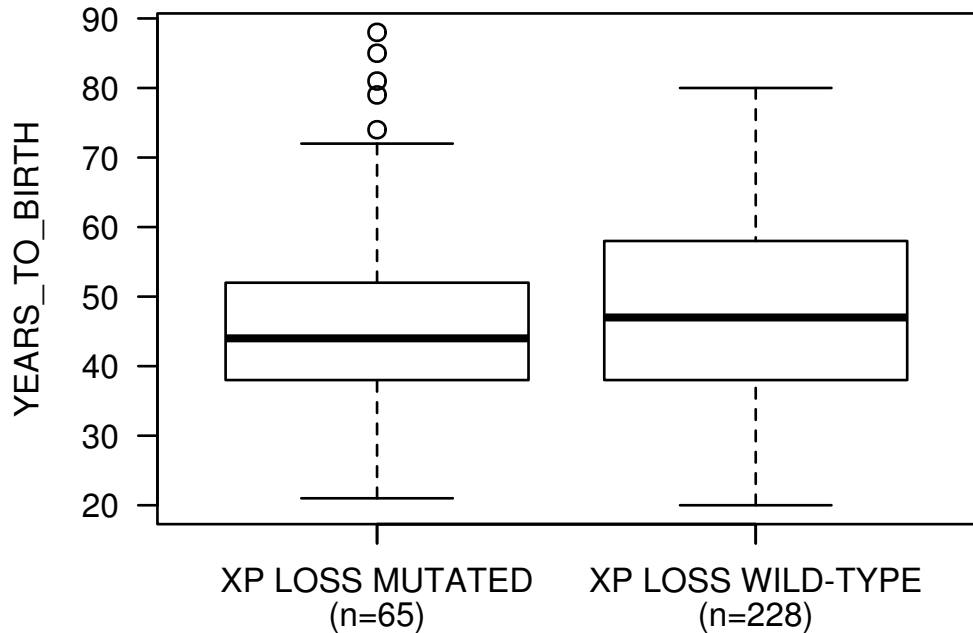 YEARS_TO_BIRTH
90
80
70
60
50
40
30
20
XP LOSS MUTATED
(n=65)
XP LOSS WILD-TYPE
(n=228)